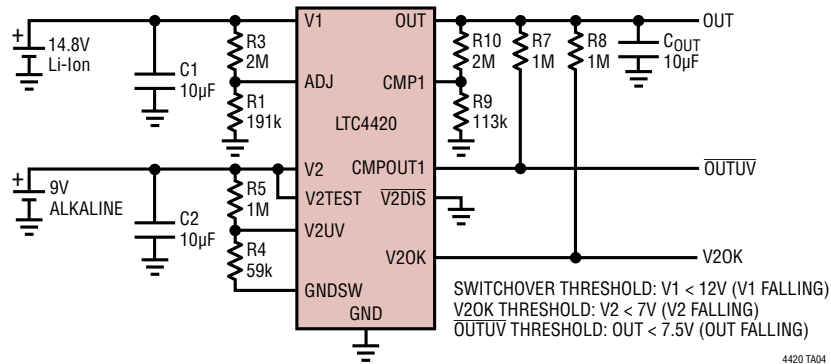 V1
OUT
OUT
+
14.8V
Li-Ion
C1
10μF
R3
2M
ADJ
R1
191k
R10
2M
CMP1
R9
113k
R7
1M
R8
1M
COUT
10μF
LTC4420
V2
CMPOUT1
OUTUV
+
9V
ALKALINE
C2
10μF
R5
1M
V2TEST
V2DIS
V2UV
R4
59k
V2OK
V2OK
GNDSW
GND
SWITCHOVER THRESHOLD: V1 < 12V (V1 FALLING)
V2OK THRESHOLD: V2 < 7V (V2 FALLING)
OUTUV THRESHOLD: OUT < 7.5V (OUT FALLING)
4420 TA04